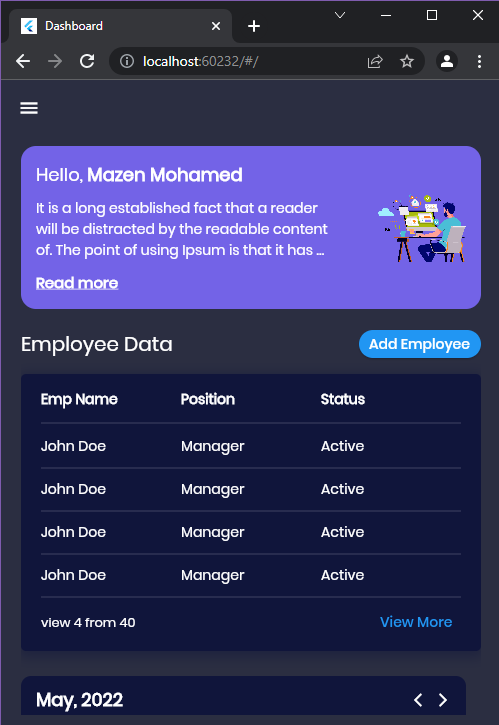 Dashboard
localhost:60232/#/
Hello, Mazen Mohamed
It is a long established fact that a reader
will be distracted by the readable content
of. The point of using Ipsum is that it has ...
Read more
Employee Data
Add Employee
Emp Name Position Status
John Doe Manager Active
John Doe Manager Active
John Doe Manager Active
John Doe Manager Active
view 4 from 40 View More
May, 2022